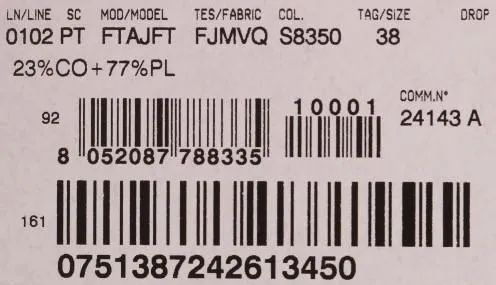 LN/LINE SC MOD/MODEL TES/FABRIC COL. TAG/SIZE DROP
0102 PT FTAJFT FJMVQ S8350 38
23%CO+77%PL
COMM.N°
10001
92
24143 A
8 052087 788335
161
0751387242613450